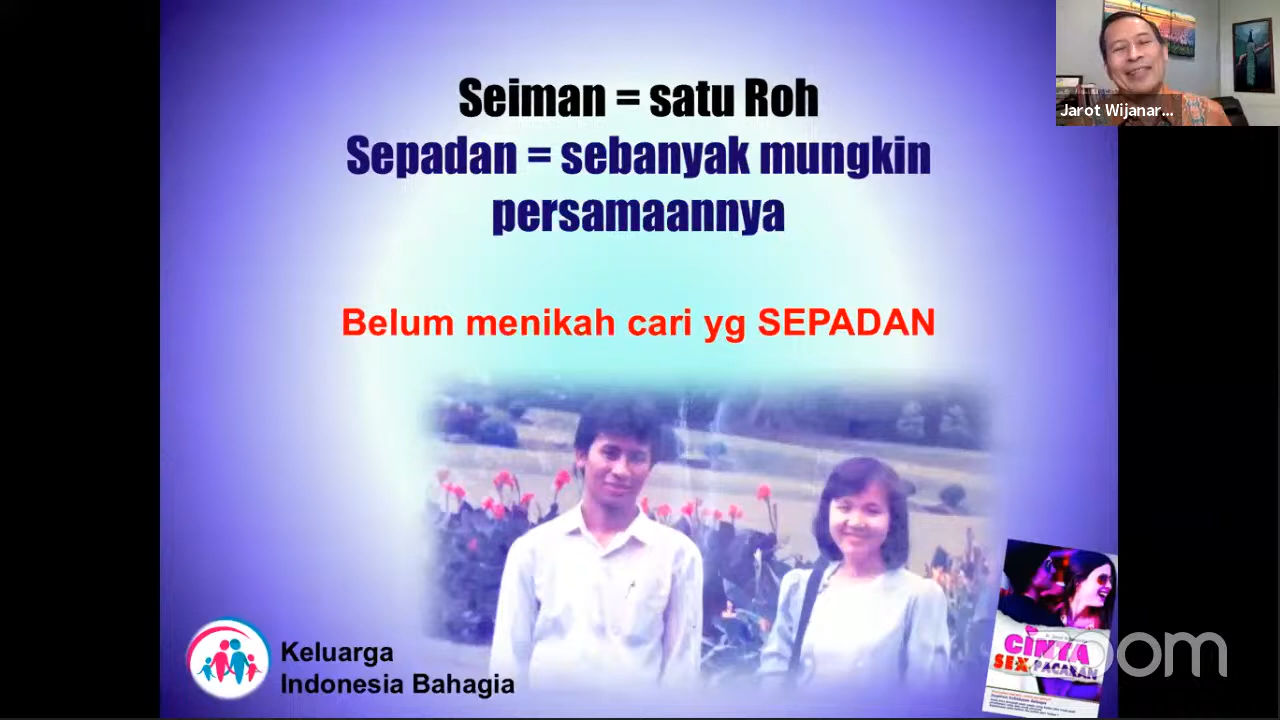 Seiman = satu Roh
Sepadan = sebanyak mungkin
persamaannya
Belum menikah cari yg SEPADAN
Jarot Wijanar...
Keluarga
Indonesia Bahagia
CINTA
SEX PACARAN
zoom